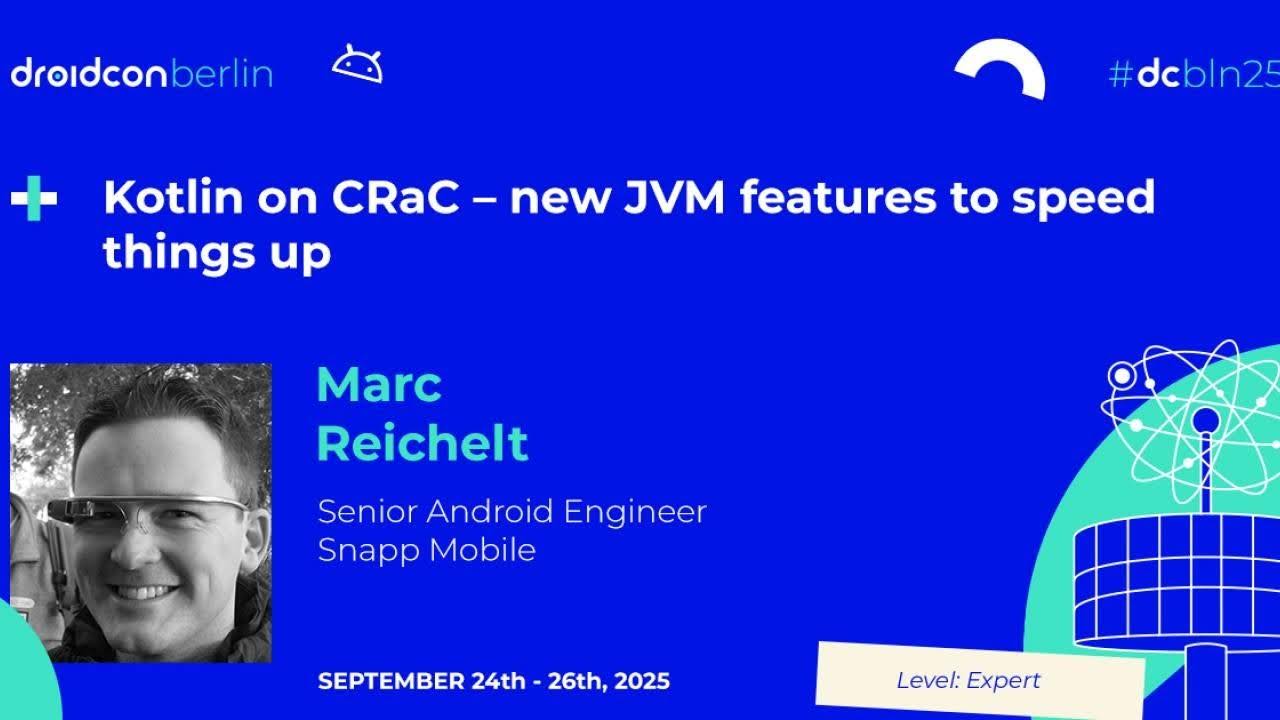 droidconberlin
#dcbln25
Kotlin on CRaC – new JVM features to speed
things up
Marc
Reichelt
Senior Android Engineer
Snapp Mobile
SEPTEMBER 24th - 26th, 2025
Level: Expert